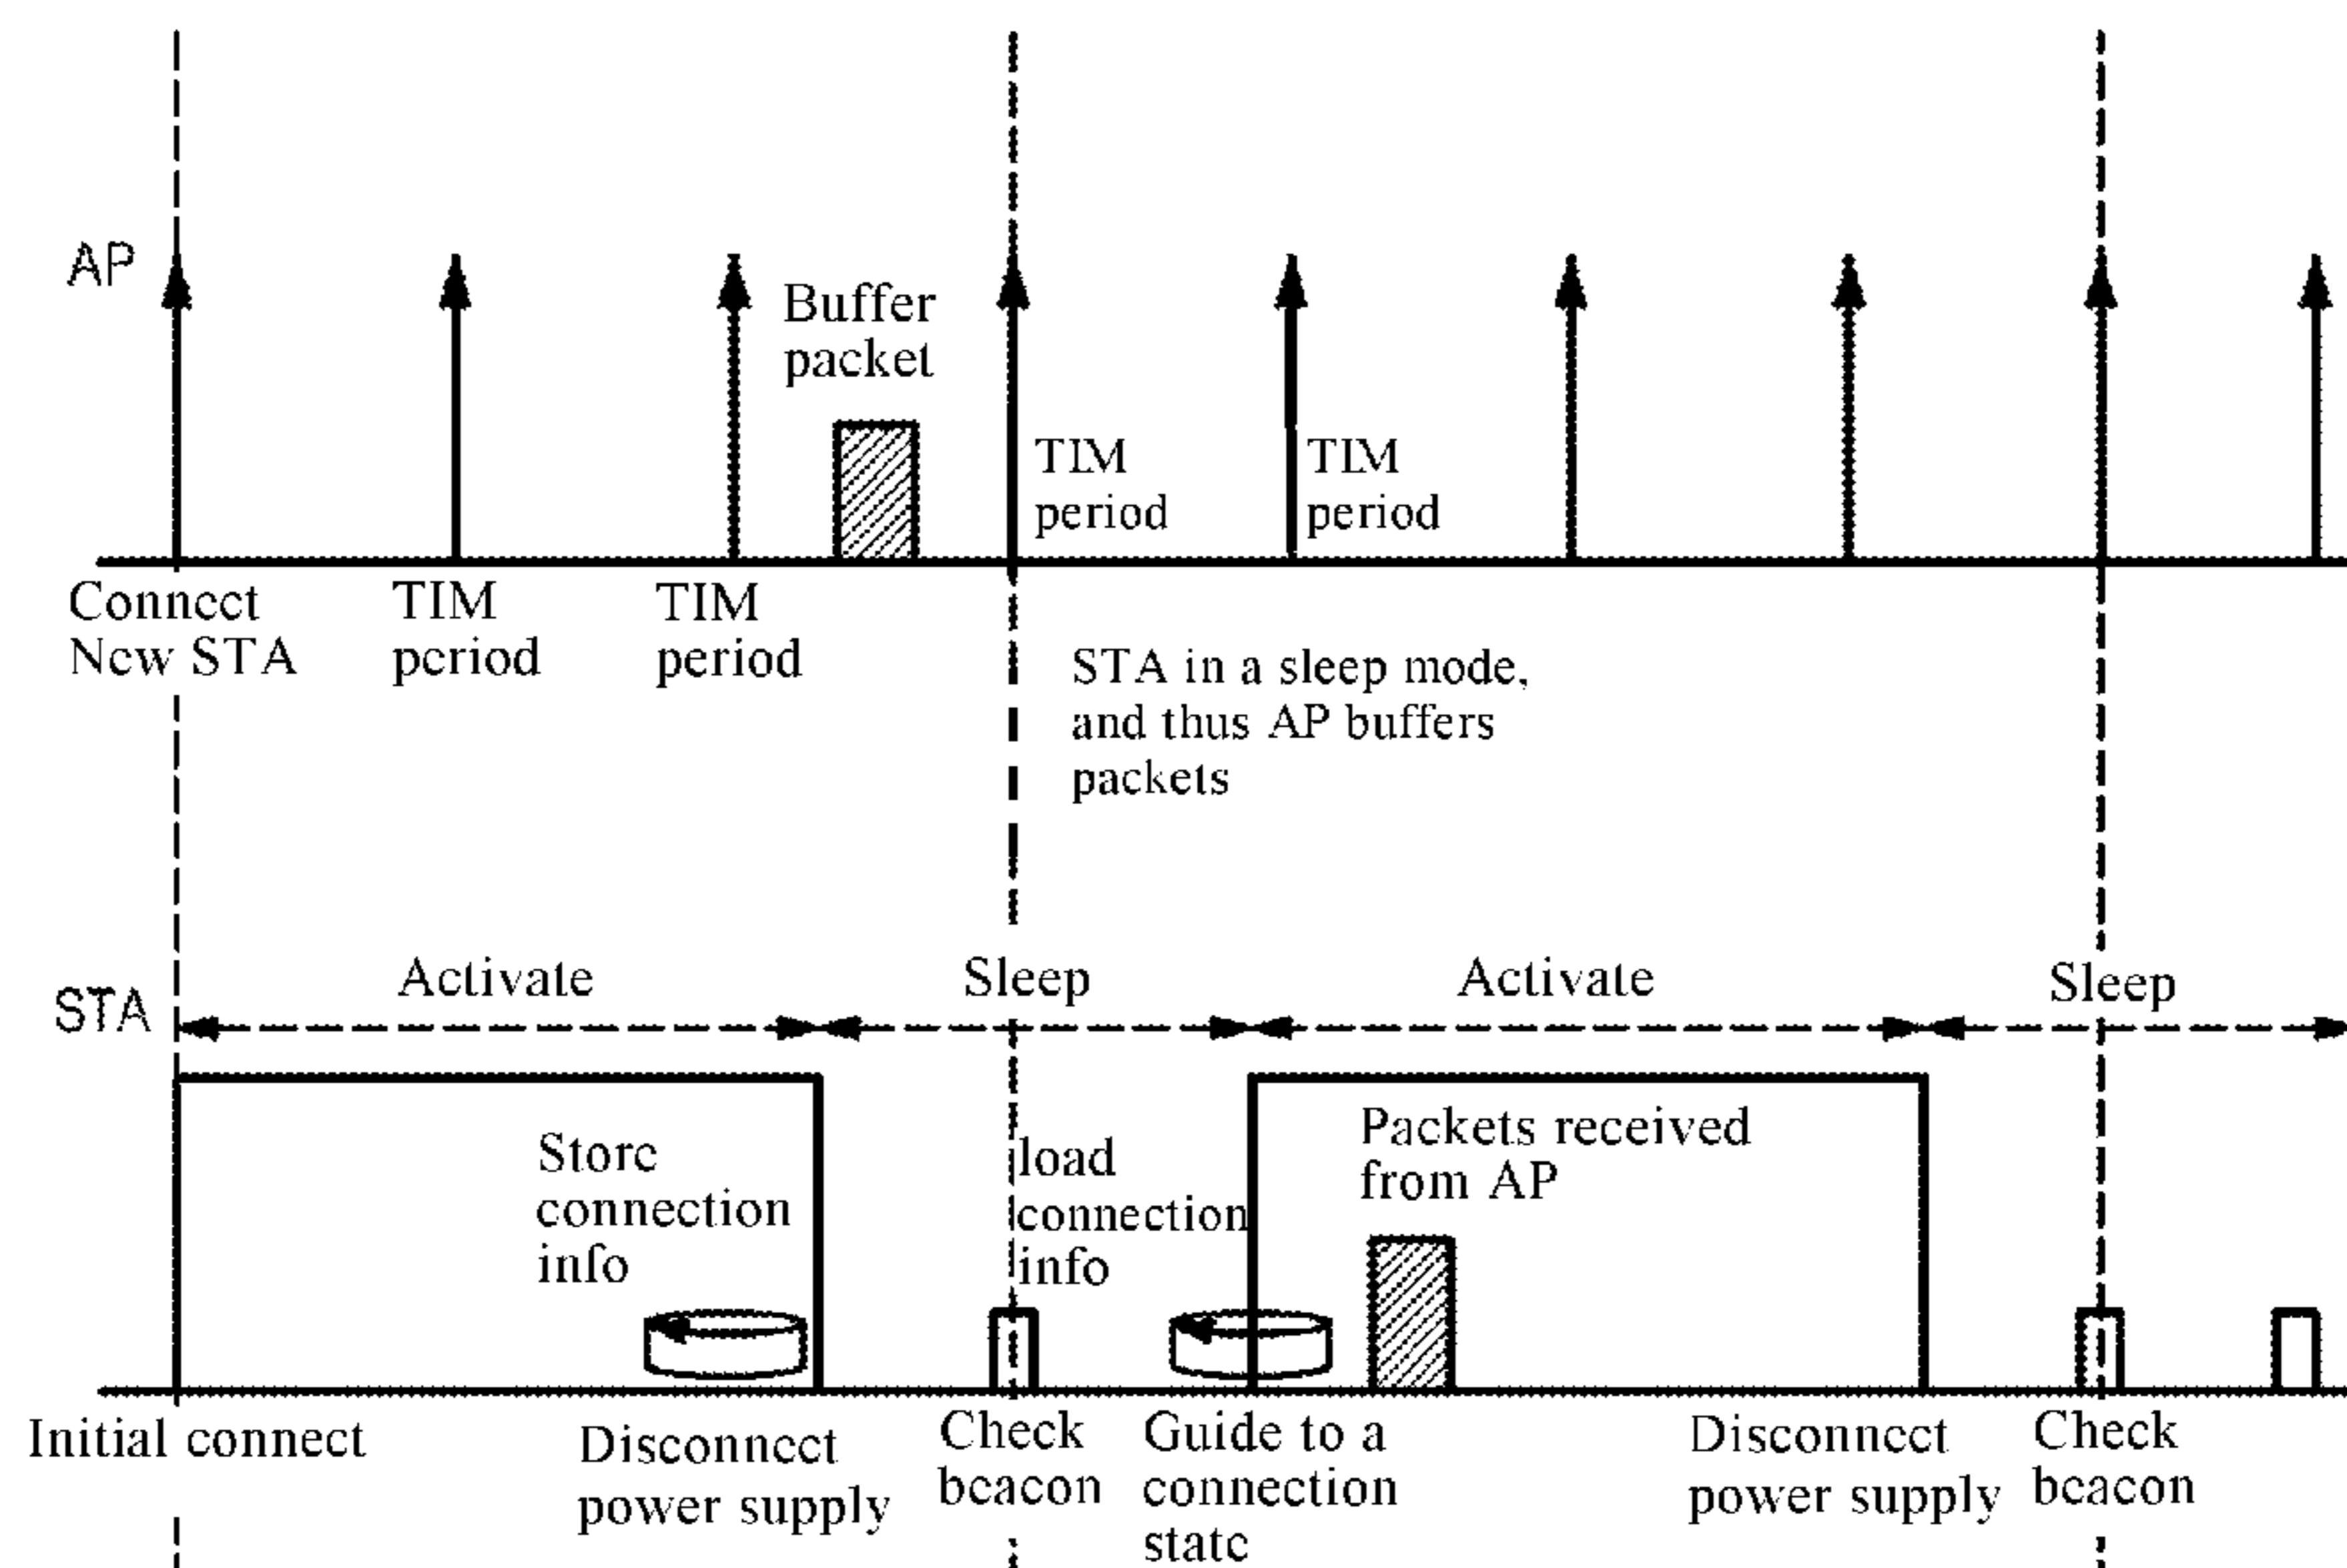 AP
Buffer
packet
TIM
period
TIM
period
Connect
New STA
TIM
period
TIM
period
STA in a sleep mode,
and thus AP buffers
packets
STA
Activate
Sleep
Activate
Sleep
Store
connection
info
load
connection
info
Packets received
from AP
Initial connect
Disconnect
power supply
Check
beacon
Guide to a
connection
state
Disconnect
power supply
Check
beacon